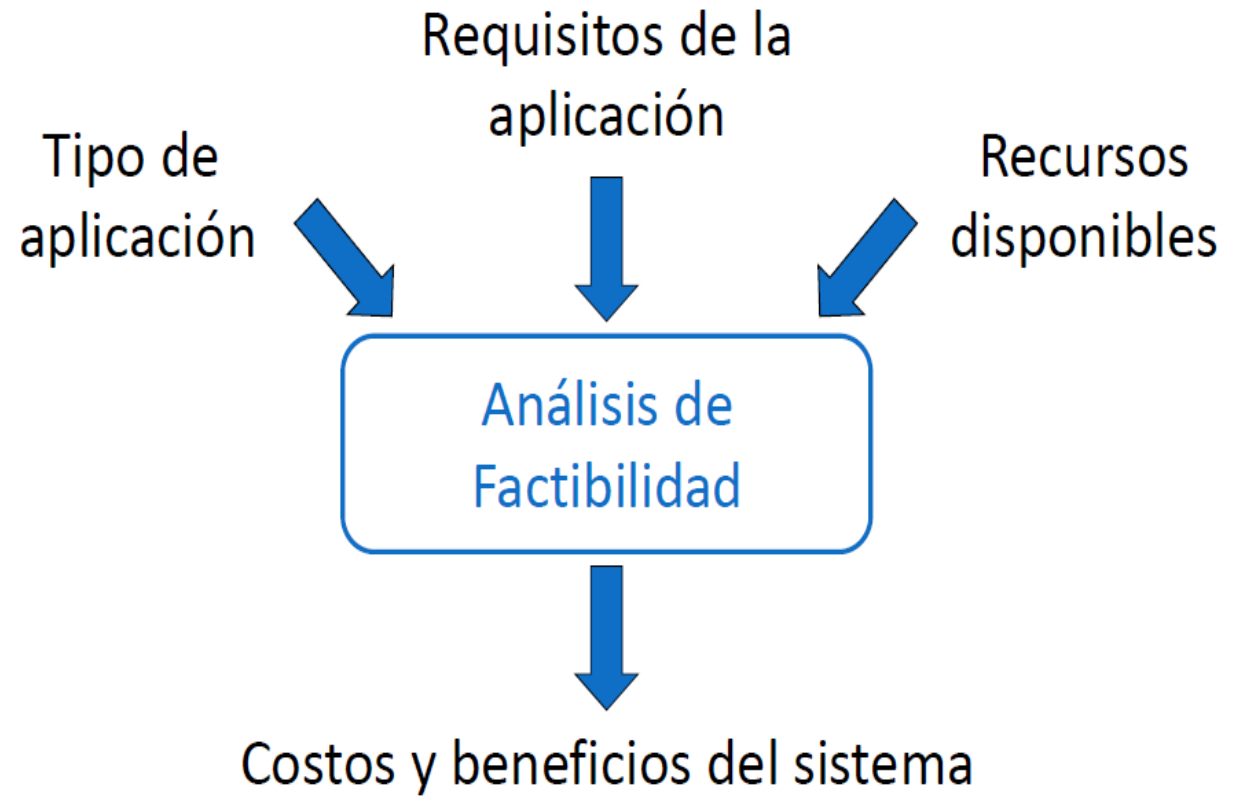 Requisitos de la
aplicación
Tipo de
aplicación
Recursos
disponibles
Análisis de
Factibilidad
Costos y beneficios del sistema